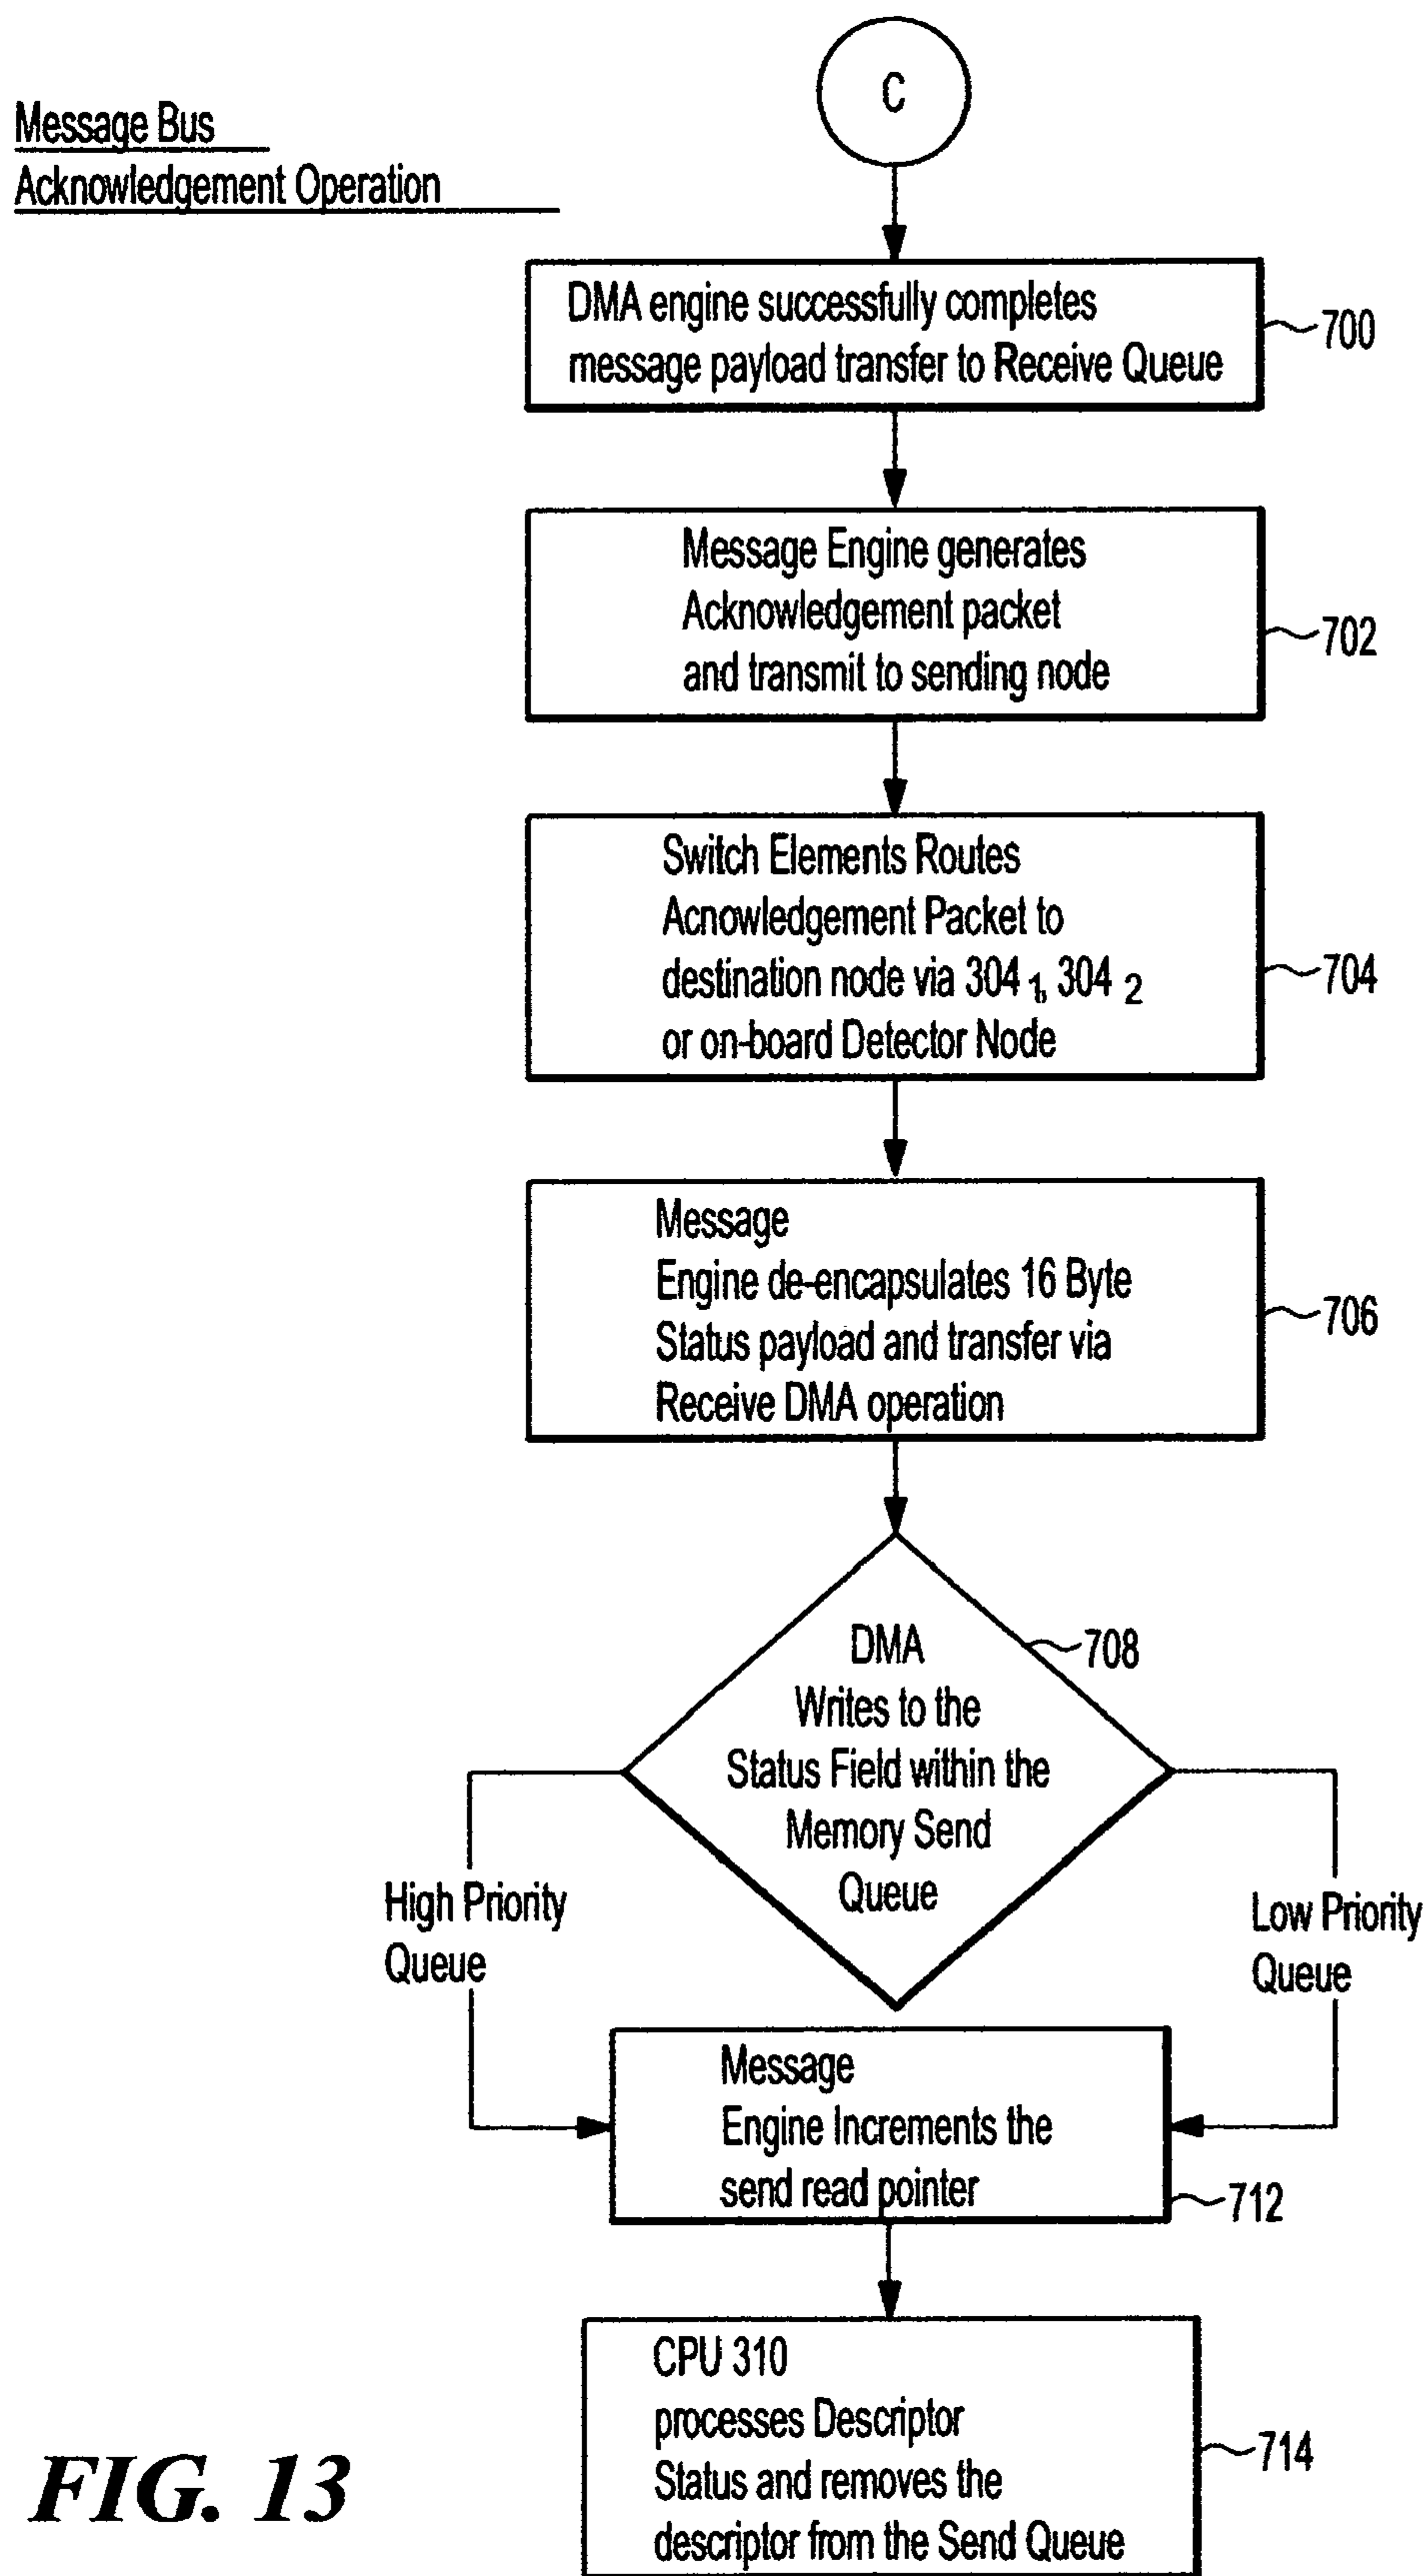 C
Message Bus
Acknowledgement Operation
DMA engine successfully completes
message payload transfer to Receive Queue
700
Message Engine generates
Acknowledgement packet
and transmit to sending node
702
Switch Elements Routes
Acnowledgement Packet to
destination node via 304 1, 304 2
or on-board Detector Node
704
Message
Engine de-encapsulates 16 Byte
Status payload and transfer via
Receive DMA operation
706
DMA
Writes to the
Status Field within the
Memory Send
Queue
708
High Priority
Queue
Low Priority
Queue
Message
Engine Increments the
send read pointer
712
CPU 310
processes Descriptor
Status and removes the
descriptor from the Send Queue
714
FIG. 13